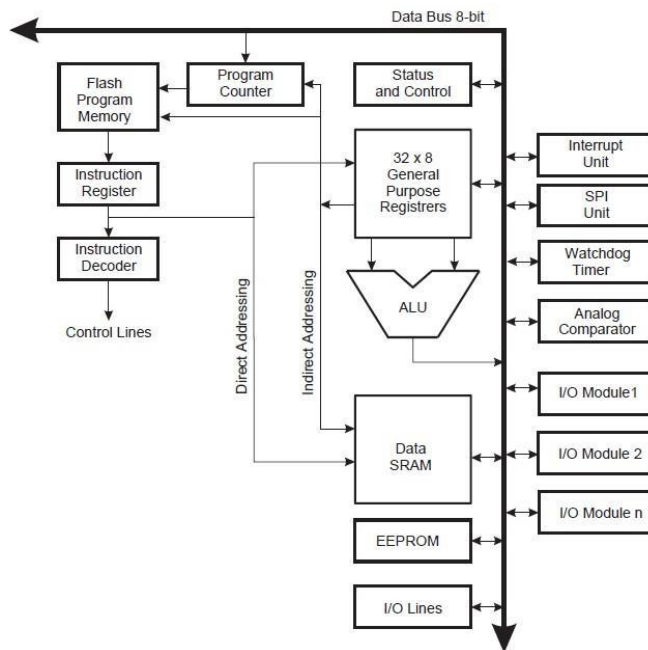 Data Bus 8-bit
Flash
Program
Memory
Program
Counter
Status
and Control
Instruction
Register
32 x 8
General
Purpose
Registrers
Interrupt
Unit
SPI
Unit
Instruction
Decoder
Watchdog
Timer
ALU
Analog
Comparator
Control Lines
Direct Addressing
Indirect Addressing
I/O Module1
Data
SRAM
I/O Module 2
I/O Module n
EEPROM
I/O Lines